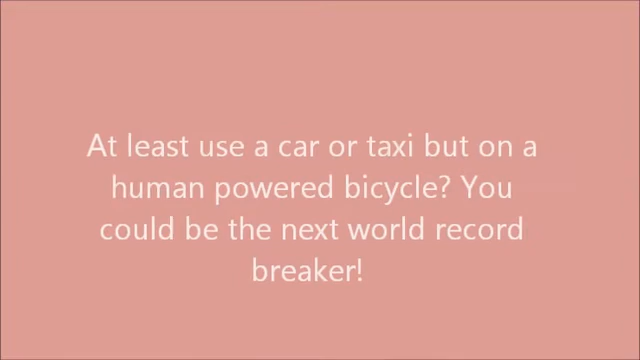 At least use a car or taxi but on a
human powered bicycle? You
could be the next world record
breaker!